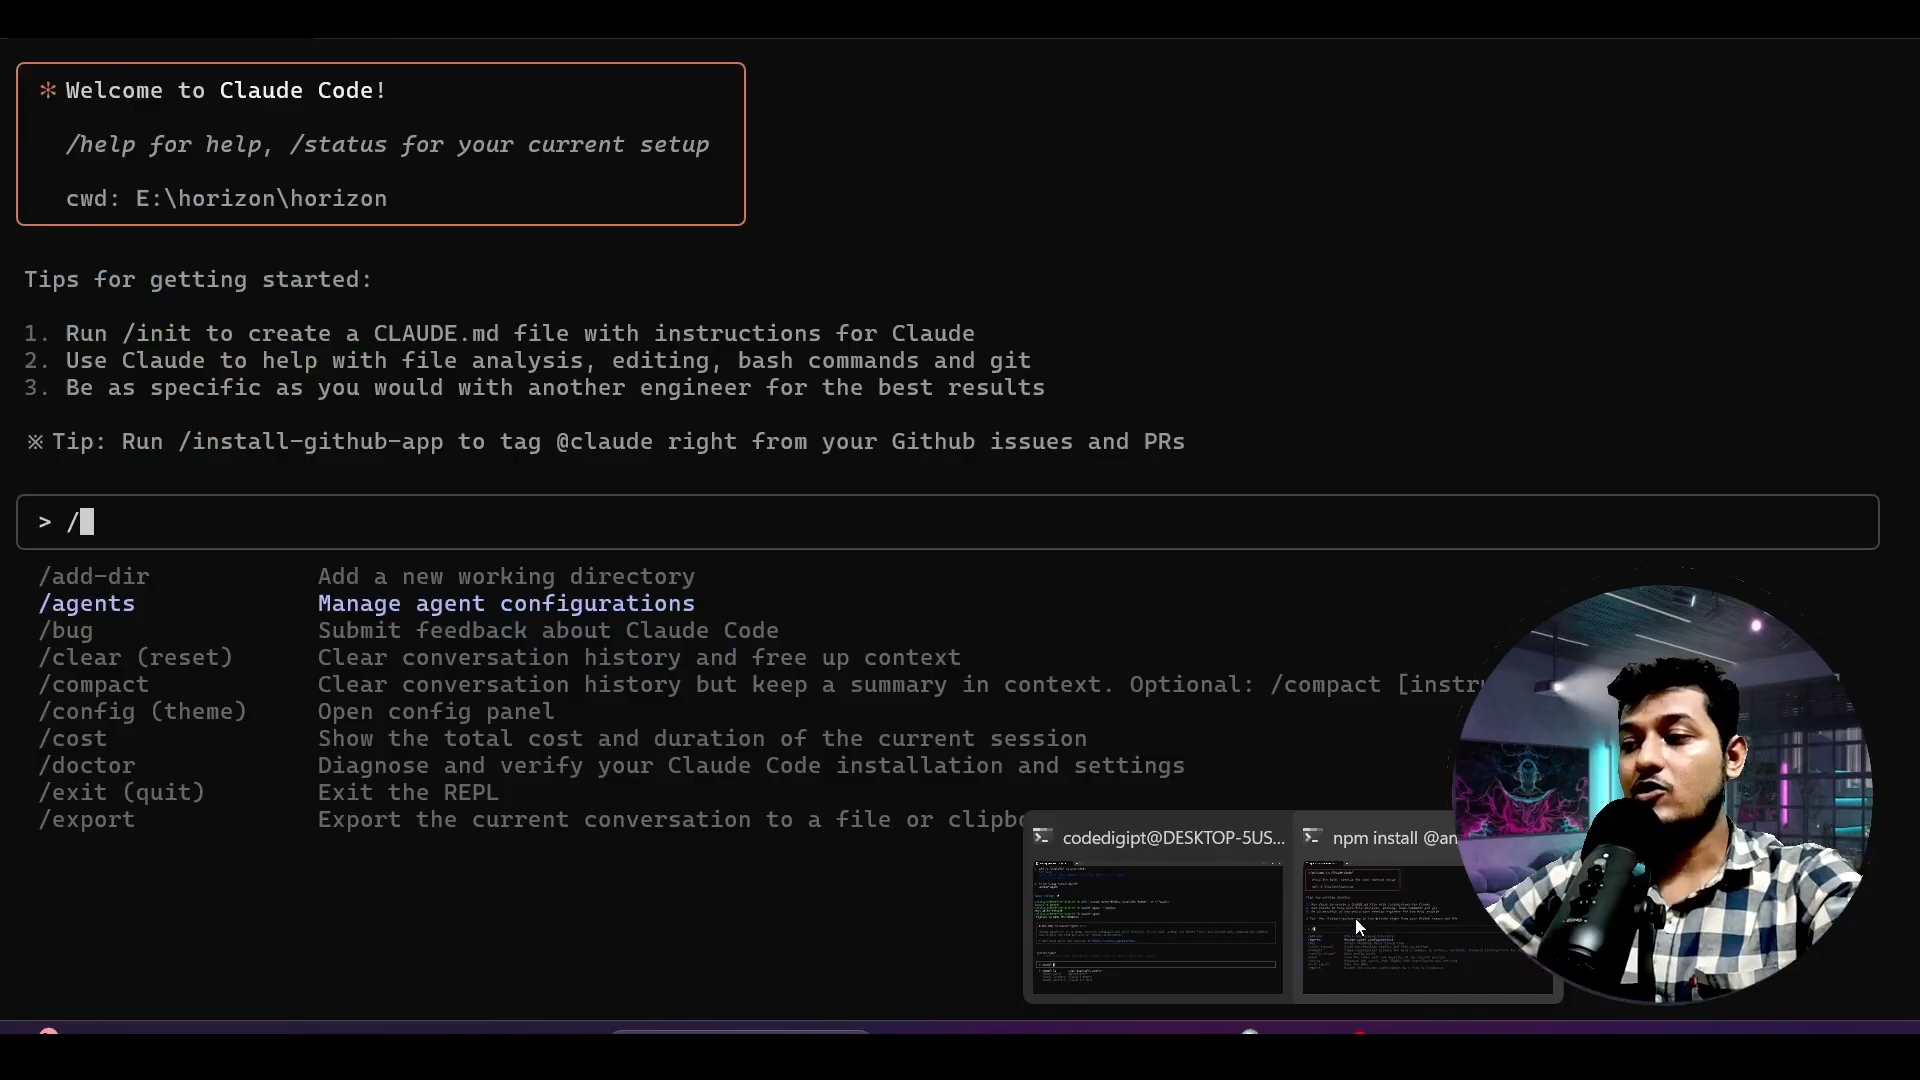 ✻ Welcome to Claude Code!
/help for help, /status for your current setup
cwd: E:\horizon\horizon
Tips for getting started:
1. Run /init to create a CLAUDE.md file with instructions for Claude
2. Use Claude to help with file analysis, editing, bash commands and git
3. Be as specific as you would with another engineer for the best results
※ Tip: Run /install-github-app to tag @claude right from your Github issues and PRs
> /
/add-dir Add a new working directory
/agents Manage agent configurations
/bug Submit feedback about Claude Code
/clear (reset) Clear conversation history and free up context
/compact Clear conversation history but keep a summary in context. Optional: /compact [instr
/config (theme) Open config panel
/cost Show the total cost and duration of the current session
/doctor Diagnose and verify your Claude Code installation and settings
/exit (quit) Exit the REPL
/export Export the current conversation to a file or clipbo
codedigipt@DESKTOP-5US...
npm install @an